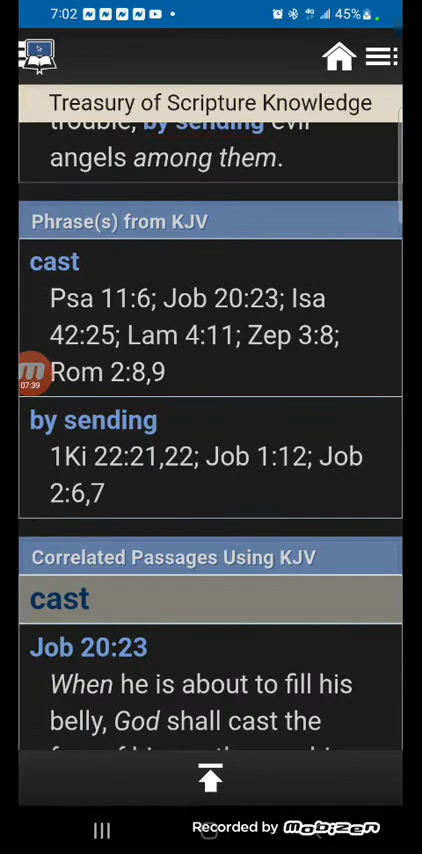 7:02
45%
Treasury of Scripture Knowledge
trouble, by sending evil
angels among them.
Phrase(s) from KJV
cast
Psa 11:6; Job 20:23; Isa
42:25; Lam 4:11; Zep 3:8;
Rom 2:8,9
07:39
by sending
1Ki 22:21,22; Job 1:12; Job
2:6,7
Correlated Passages Using KJV
cast
Job 20:23
When he is about to fill his
belly, God shall cast the
Recorded by MOBIZEN